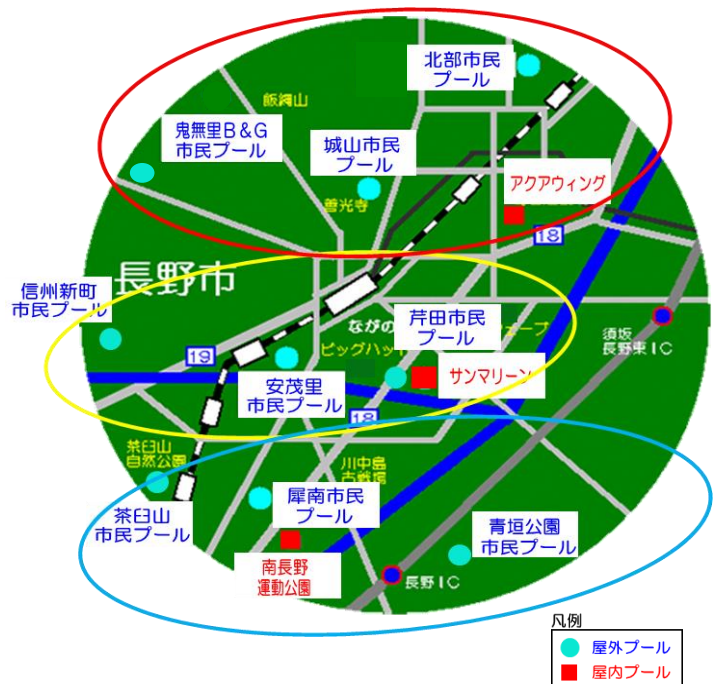 北部市民
プール
飯綱山
鬼無里B&G
市民プール
城山市民
プール
アクアウィング
善光寺
18
長野市
信州新町
市民プール
ながの
芹田市民
プール
ウェーブ
須坂
長野東IC
19
ビッグハット
サンマリーン
安茂里
市民プール
18
茶臼山
自然公園
川中島
古戦場
茶臼山
市民プール
犀南市民
プール
青垣公園
市民プール
南長野
運動公園
長野IC
凡例
屋外プール
屋内プール